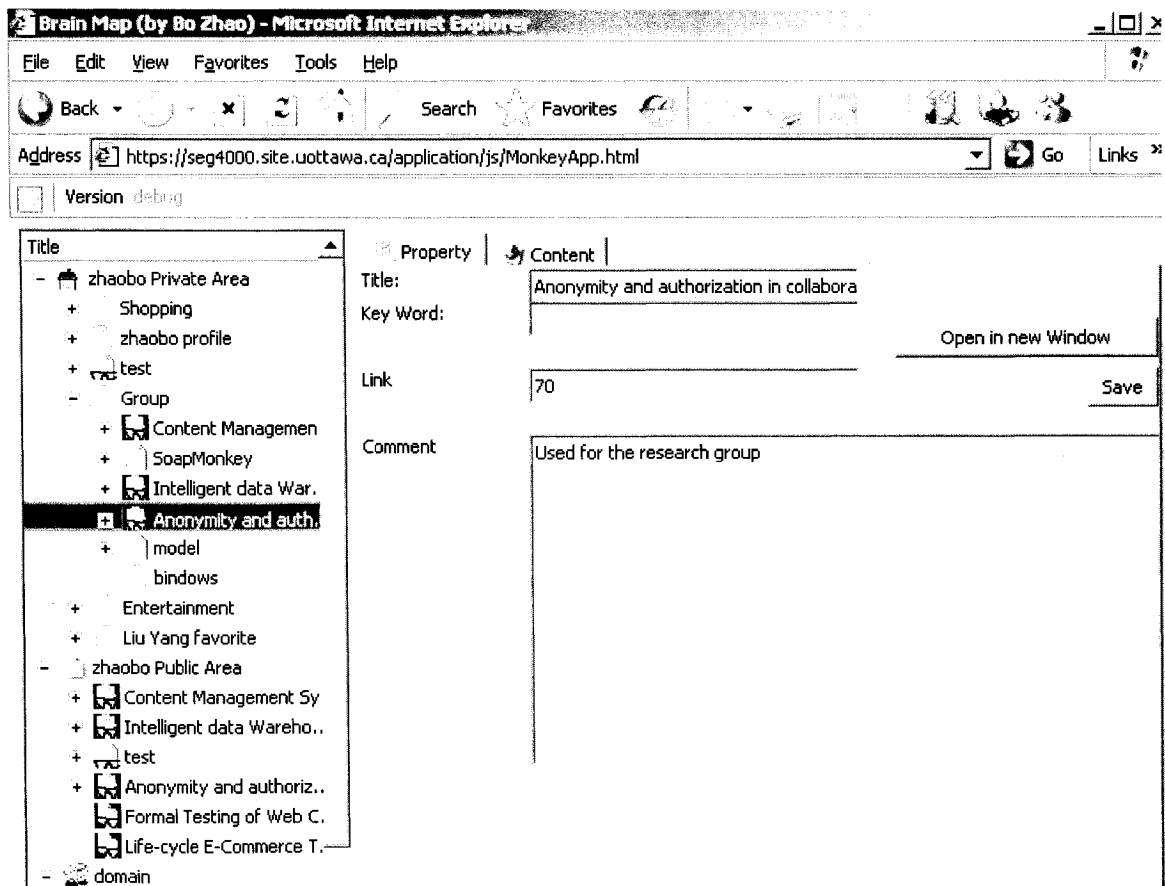 Brain Map (by Bo Zhao) - Microsoft Internet Explorer
File Edit View Favorites Tools Help
Back Search Favorites
Address https://seg4000.site.uottawa.ca/application/js/MonkeyApp.html Go Links »
Version debug
Title
zhaobo Private Area
Shopping
zhaobo profile
test
Group
Content Managemen
SoapMonkey
Intelligent data War.
Anonymity and auth.
model
bindows
Entertainment
Liu Yang favorite
zhaobo Public Area
Content Management Sy
Intelligent data Wareho..
test
Anonymity and authoriz..
Formal Testing of Web C.
Life-cycle E-Commerce T.
domain
Property Content
Title: Anonymity and authorization in collabora
Key Word:
Open in new Window
Link 70 Save
Comment Used for the research group